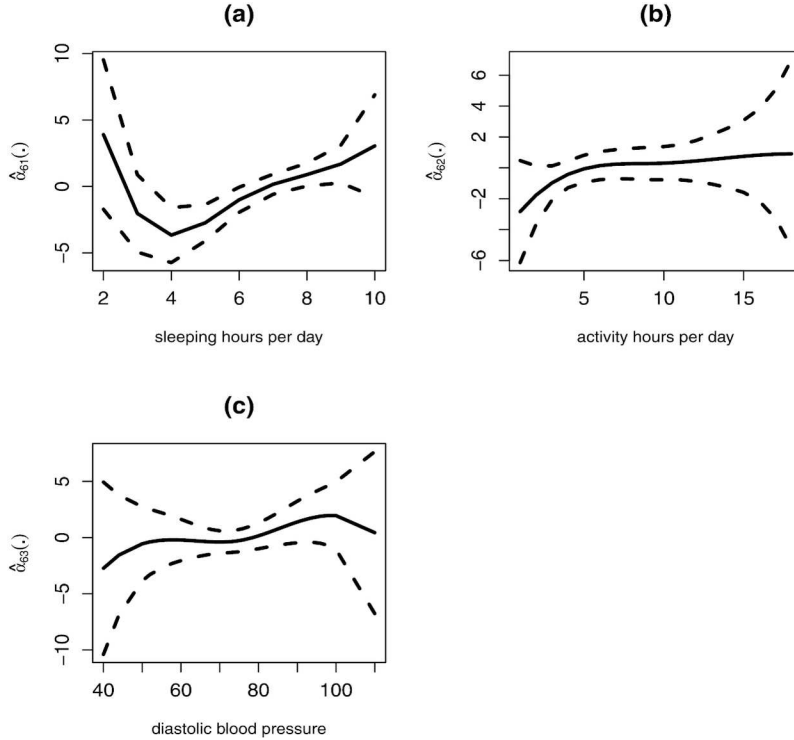 (a)
α̂₆₁(.)
10
5
0
−5
2 4 6 8 10
sleeping hours per day
(b)
α̂₆₂(.)
6
2
−2
−6
5 10 15
activity hours per day
(c)
α̂₆₃(.)
5
0
−5
−10
40 60 80 100
diastolic blood pressure